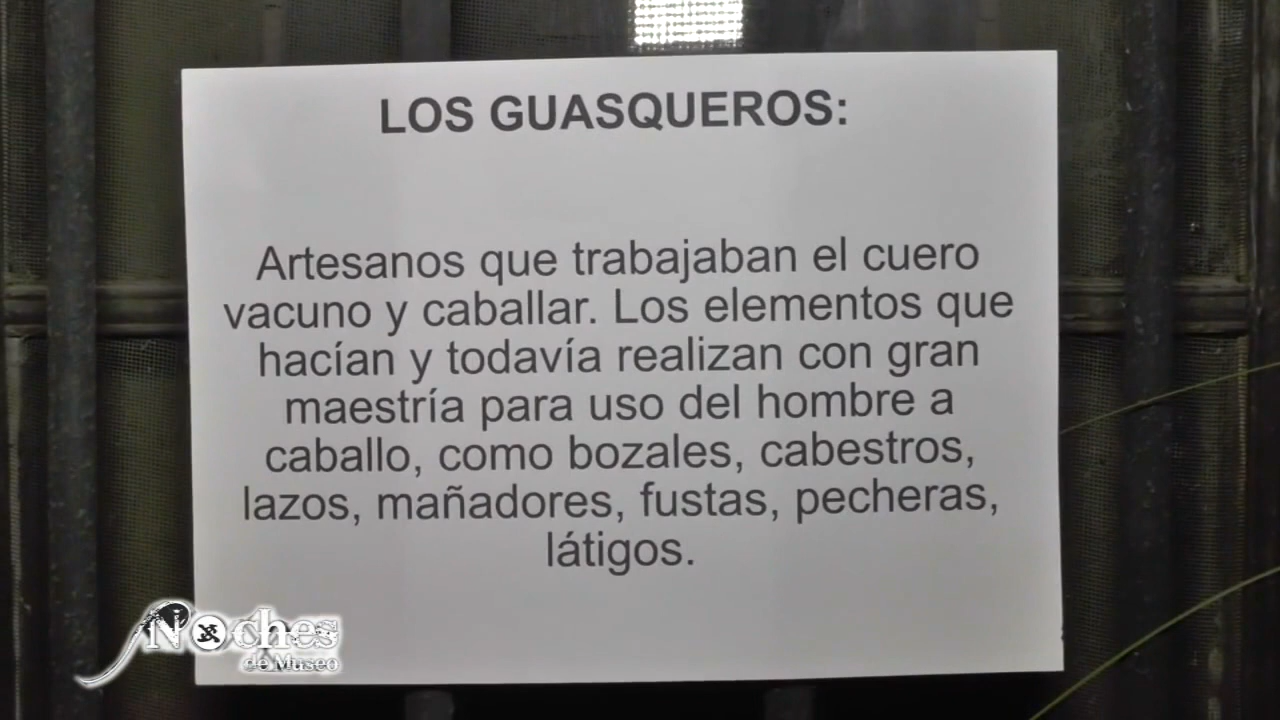 LOS GUASQUEROS:
Artesanos que trabajaban el cuero
vacuno y caballar. Los elementos que
hacían y todavía realizan con gran
maestría para uso del hombre a
caballo, como bozales, cabestros,
lazos, mañadores, fustas, pecheras,
látigos.
Noches
de Museo